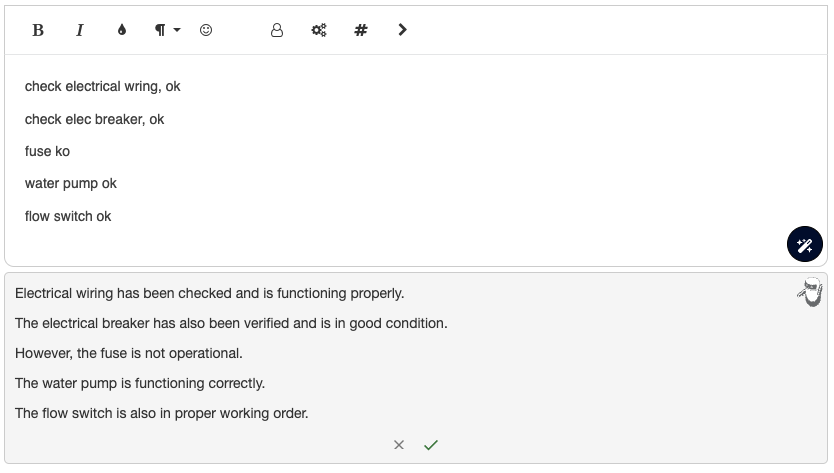 B I ¶ #
check electrical wring, ok
check elec breaker, ok
fuse ko
water pump ok
flow switch ok
Electrical wiring has been checked and is functioning properly.
The electrical breaker has also been verified and is in good condition.
However, the fuse is not operational.
The water pump is functioning correctly.
The flow switch is also in proper working order.